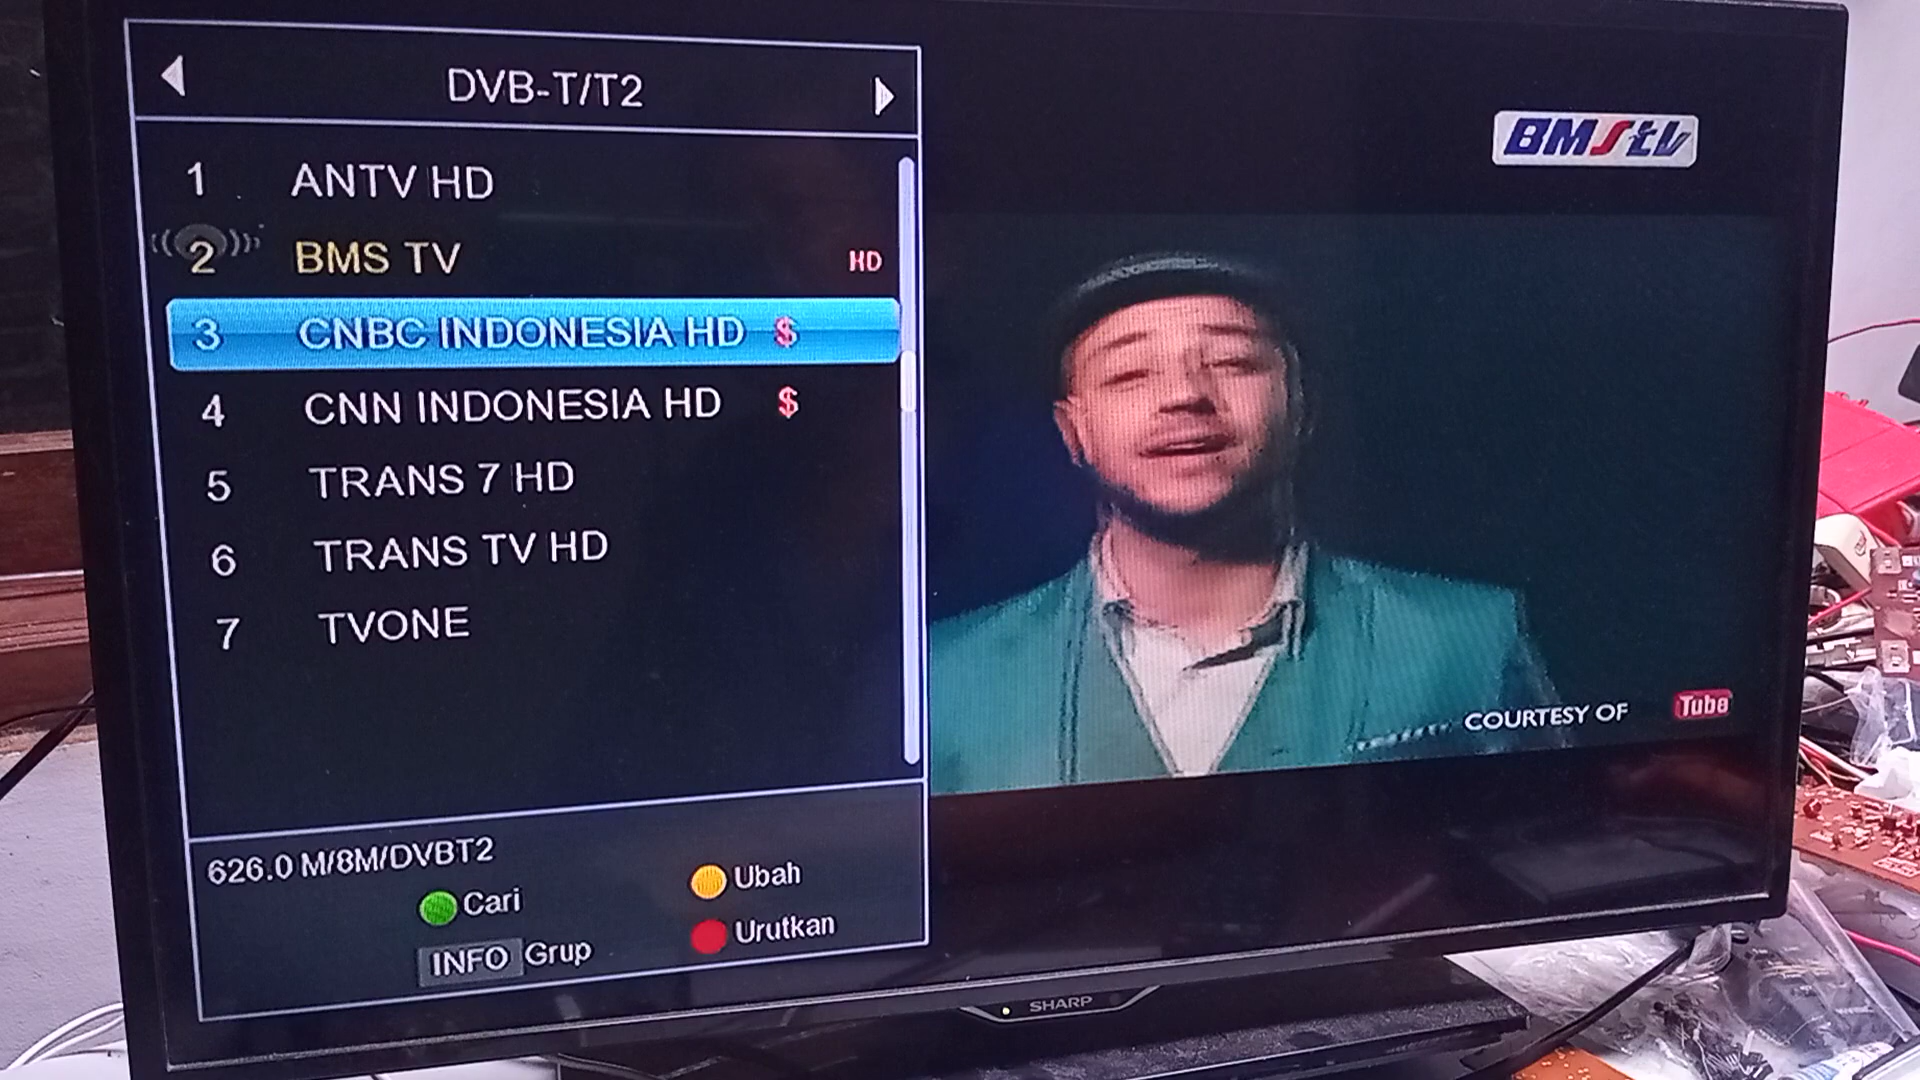 DVB-T/T2
1 ANTV HD
2 BMS TV HD
3 CNBC INDONESIA HD $
4 CNN INDONESIA HD $
5 TRANS 7 HD
6 TRANS TV HD
7 TVONE
626.0 M/8M/DVBT2
Cari
Ubah
INFO Grup
Urutkan
BMS tv
COURTESY OF Tube
SHARP